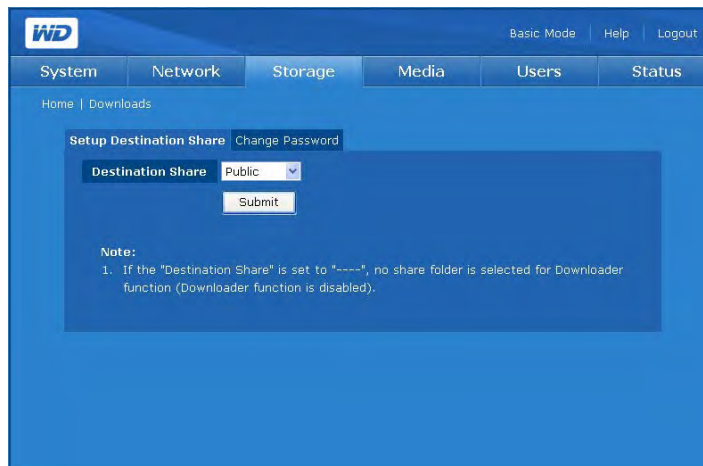 WD
Basic Mode | Help | Logout
System Network Storage Media Users Status
Home | Downloads
Setup Destination Share Change Password
Destination Share Public
Submit
Note:
1. If the "Destination Share" is set to "----", no share folder is selected for Downloader
function (Downloader function is disabled).